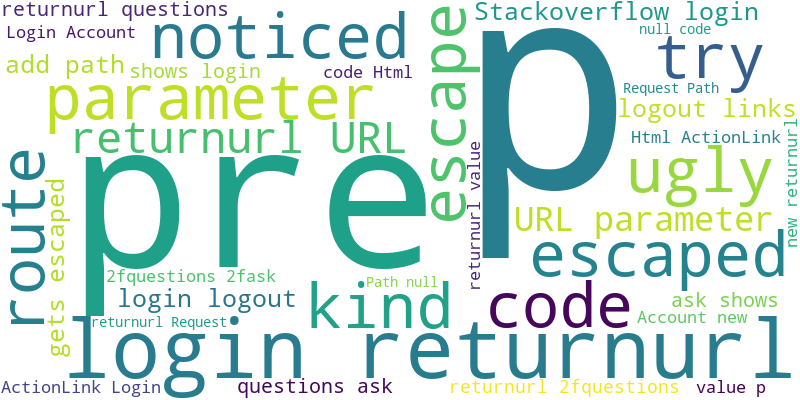 returnurl questions
Login Account
noticed
escape
Stackoverflow login
null code
try
add path
shows login
code Html
p
Request Path
parameter
logout links
returnurl URL
Html ActionLink
new returnurl
pre
route
ugly
returnurl value
gets escaped
URL parameter
escaped
2fquestions 2fask
Path null
login logout
kind
code
ask shows
returnurl Request
Account new
login returnurl
ActionLink Login
questions ask
returnurl 2fquestions
value p